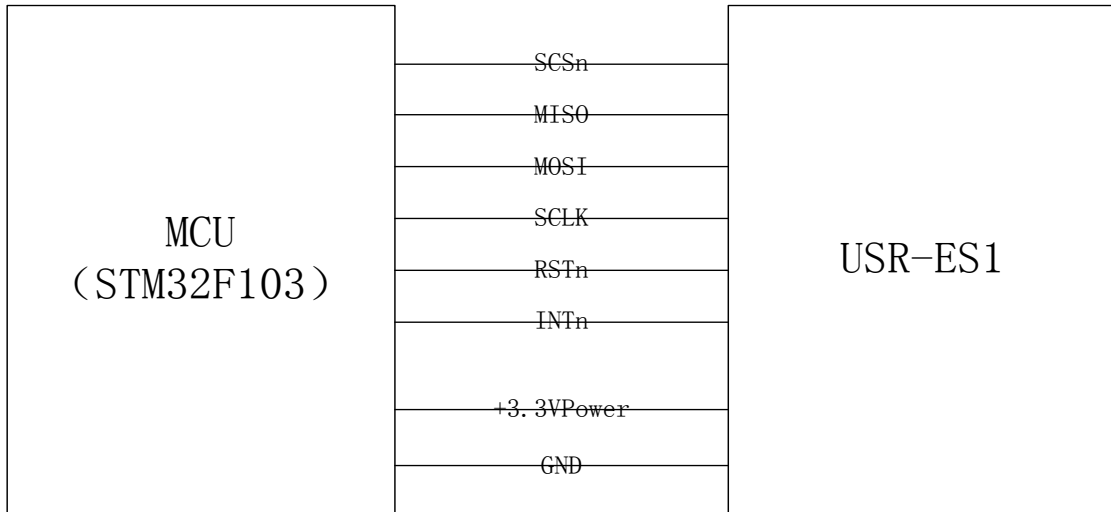 SCSn
MISO
MOSI
SCLK
RSTn
INTn
+3.3VPower
GND
MCU
（STM32F103）
USR-ES1